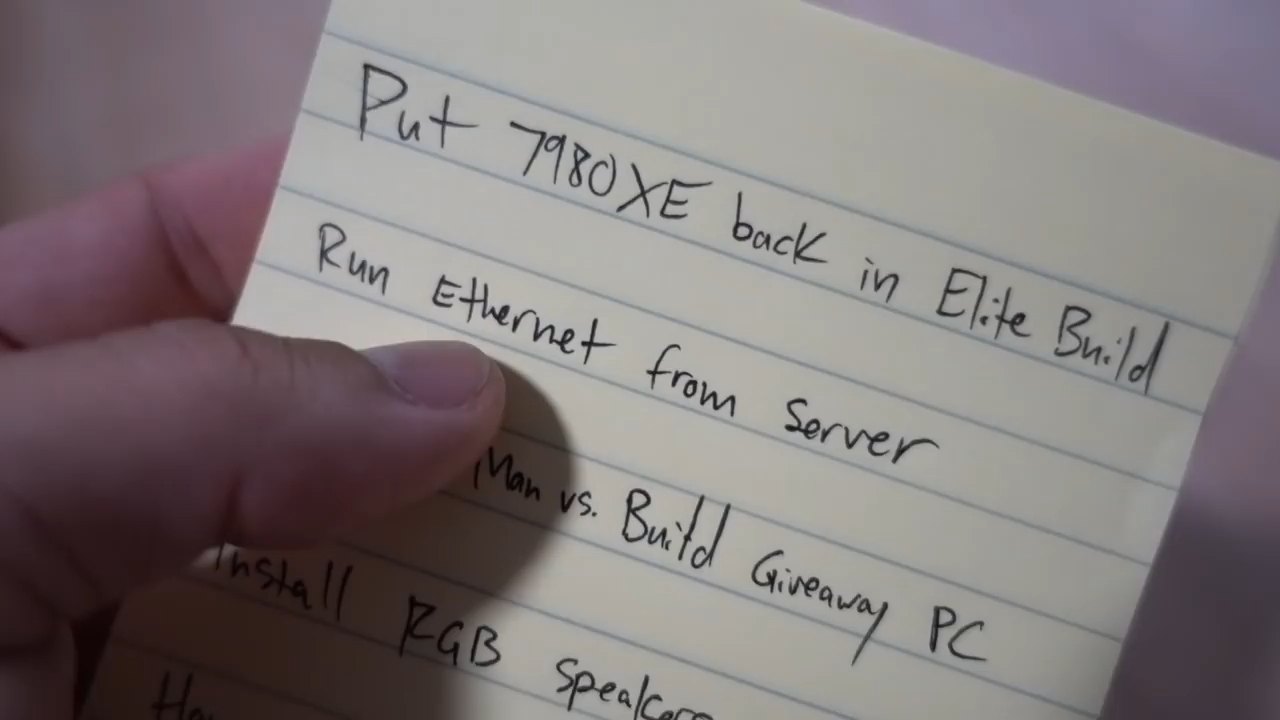 Put 7980XE back in Elite Build
Run Ethernet from Server
Man vs. Build Giveaway PC
Install RGB Speakers